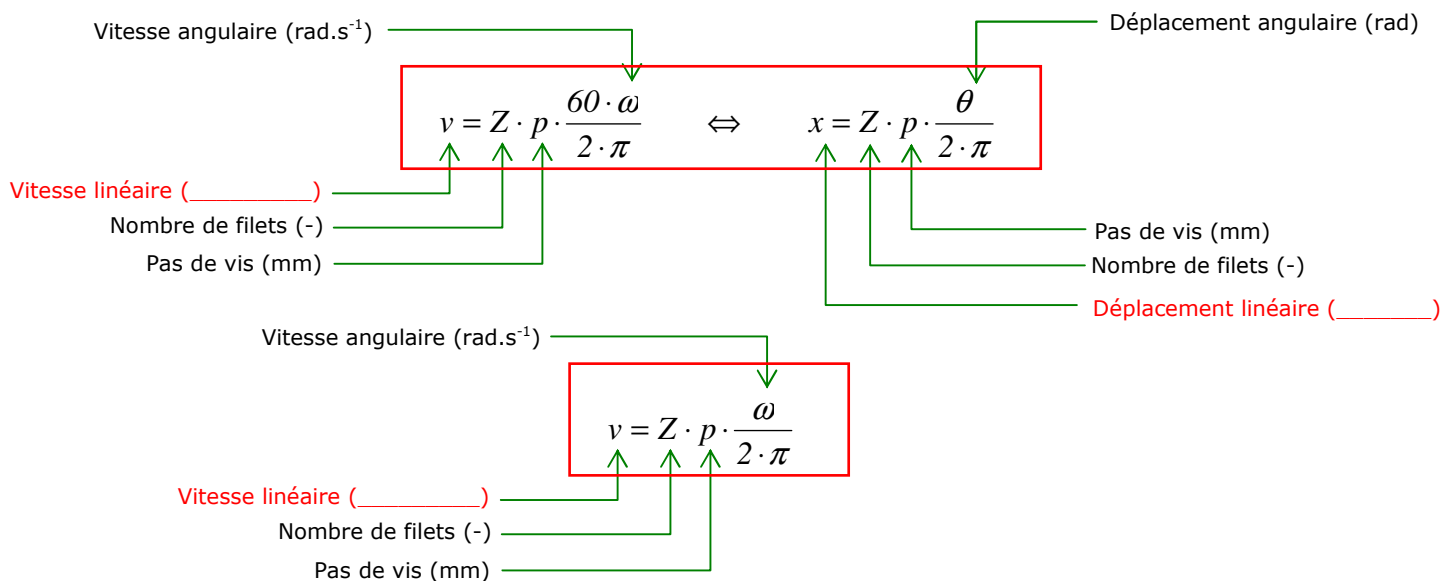 Vitesse angulaire (rad.s⁻¹)
Déplacement angulaire (rad)
v = Z · p · 60 · ω / 2 · π ⇔ x = Z · p · θ / 2 · π
Vitesse linéaire (_________)
Nombre de filets (-)
Pas de vis (mm)
Pas de vis (mm)
Nombre de filets (-)
Déplacement linéaire (_______)
Vitesse angulaire (rad.s⁻¹)
v = Z · p · ω / 2 · π
Vitesse linéaire (_________)
Nombre de filets (-)
Pas de vis (mm)